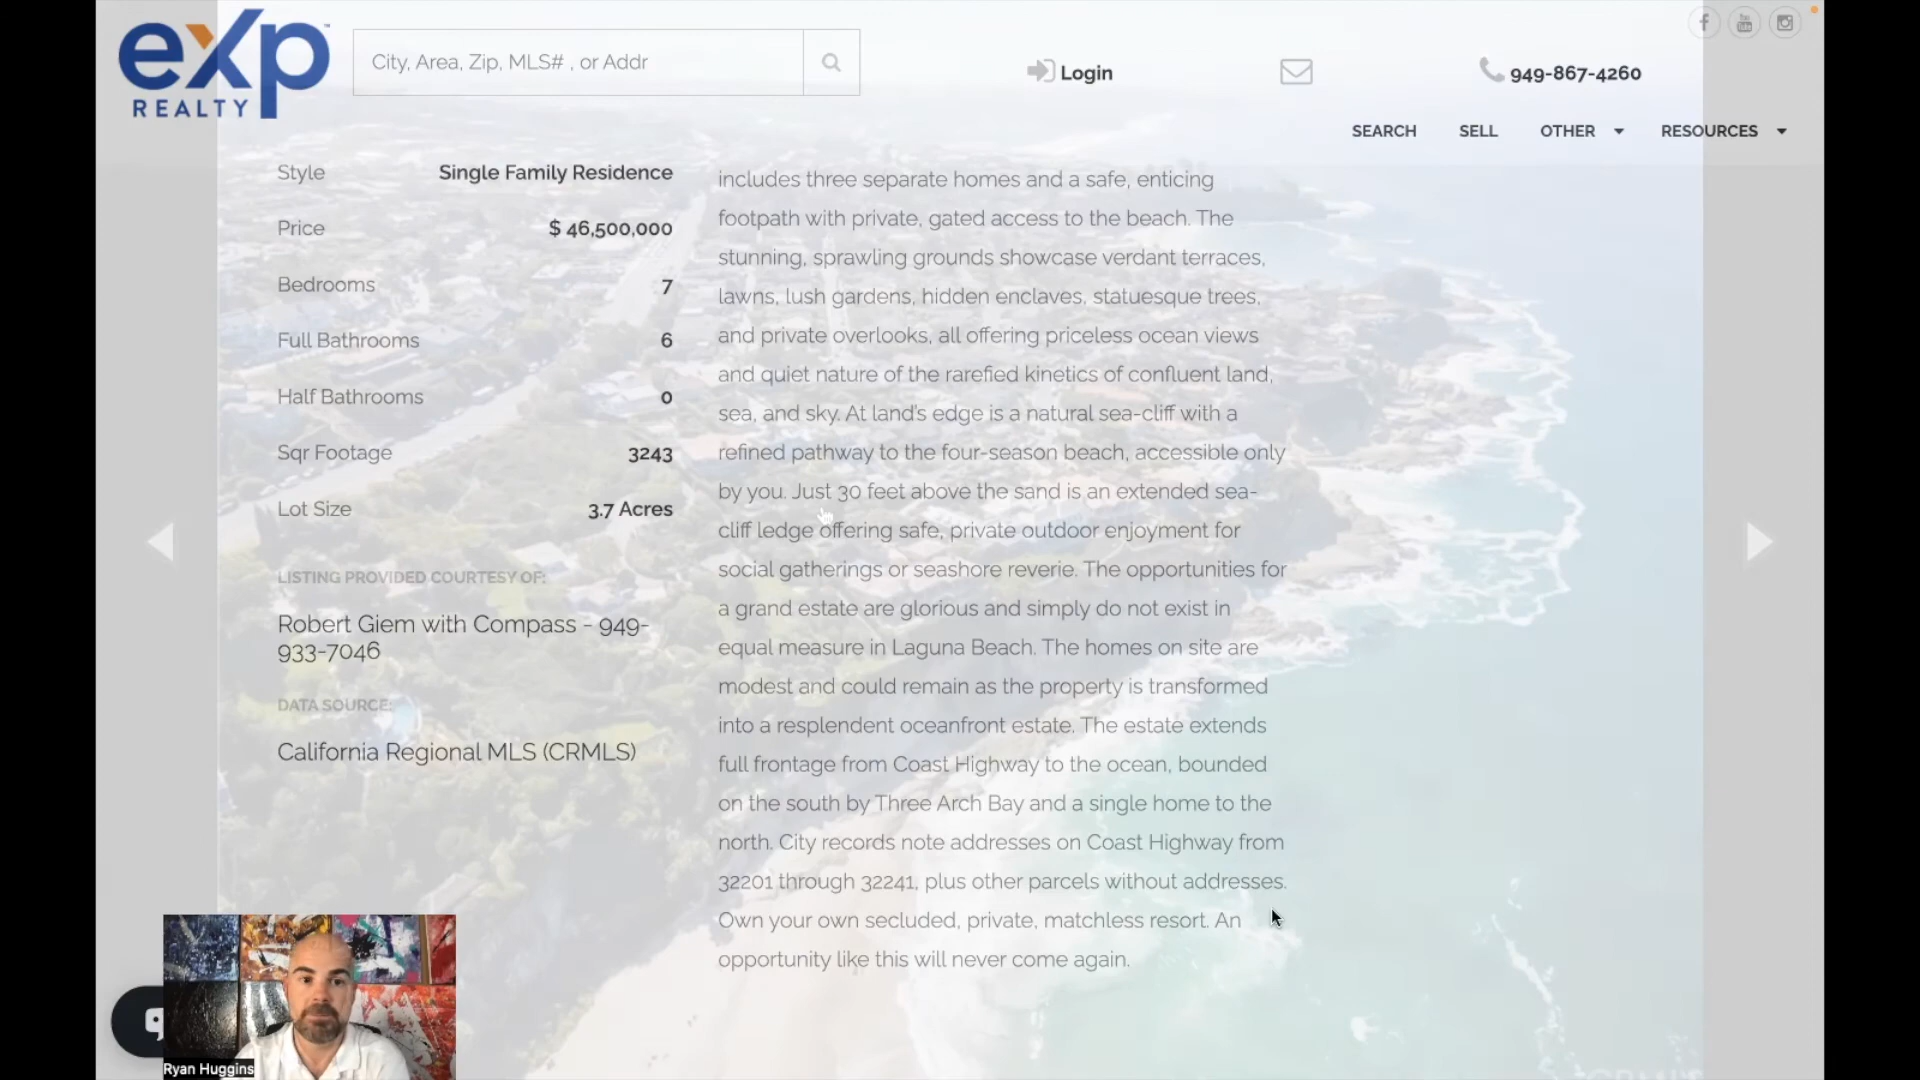 eXp
REALTY
City, Area, Zip, MLS# , or Addr
Login
949-867-4260
SEARCH
SELL
OTHER
RESOURCES
Style
Single Family Residence
Price
$ 46,500,000
Bedrooms
7
Full Bathrooms
6
Half Bathrooms
0
Sqr Footage
3243
Lot Size
3.7 Acres
LISTING PROVIDED COURTESY OF:
Robert Giem with Compass - 949-
933-7046
DATA SOURCE:
California Regional MLS (CRMLS)
includes three separate homes and a safe, enticing
footpath with private, gated access to the beach. The
stunning, sprawling grounds showcase verdant terraces,
lawns, lush gardens, hidden enclaves, statuesque trees,
and private overlooks, all offering priceless ocean views
and quiet nature of the rarefied kinetics of confluent land,
sea, and sky. At land's edge is a natural sea-cliff with a
refined pathway to the four-season beach, accessible only
by you. Just 30 feet above the sand is an extended sea-
cliff ledge offering safe, private outdoor enjoyment for
social gatherings or seashore reverie. The opportunities for
a grand estate are glorious and simply do not exist in
equal measure in Laguna Beach. The homes on site are
modest and could remain as the property is transformed
into a resplendent oceanfront estate. The estate extends
full frontage from Coast Highway to the ocean, bounded
on the south by Three Arch Bay and a single home to the
north. City records note addresses on Coast Highway from
32201 through 32241, plus other parcels without addresses.
Own your own secluded, private, matchless resort. An
opportunity like this will never come again.
Ryan Huggins